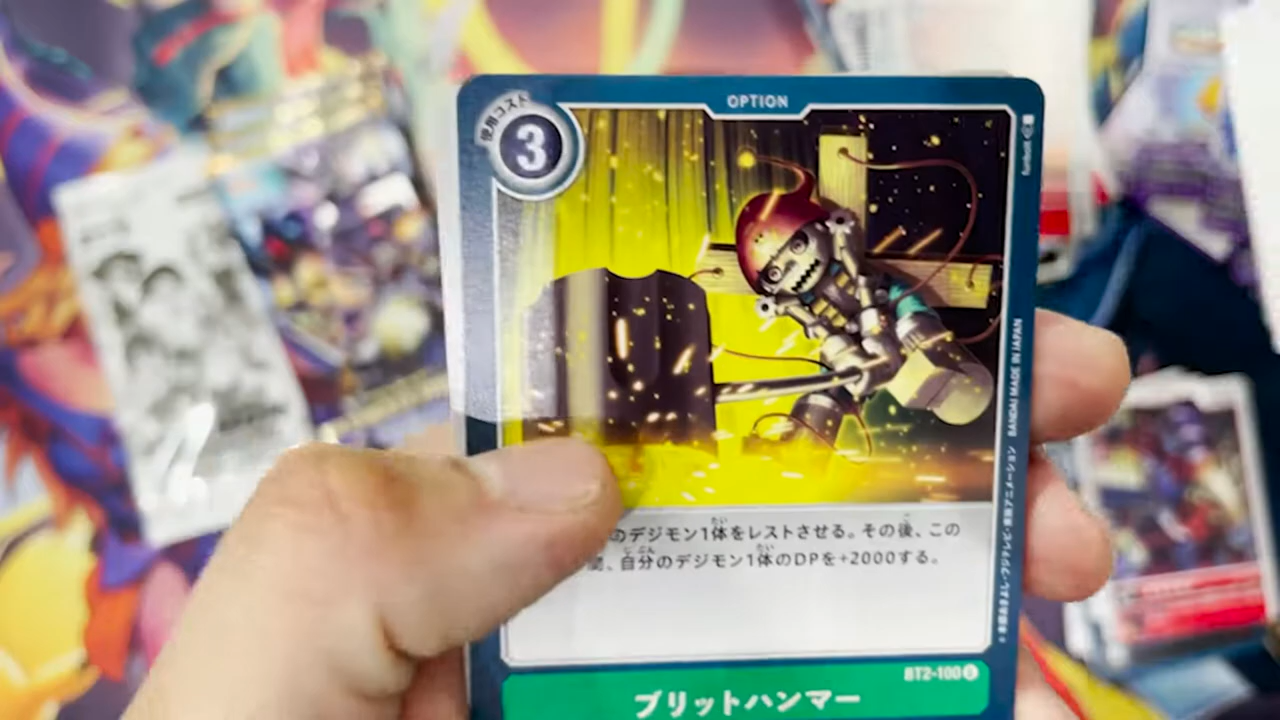 OPTION
使用コスト
3
のデジモン1体をレストさせる。その後、この
間、自分のデジモン1体のDPを+2000する。
BANDAI MADE IN JAPAN
BT2-100
ブリットハンマー